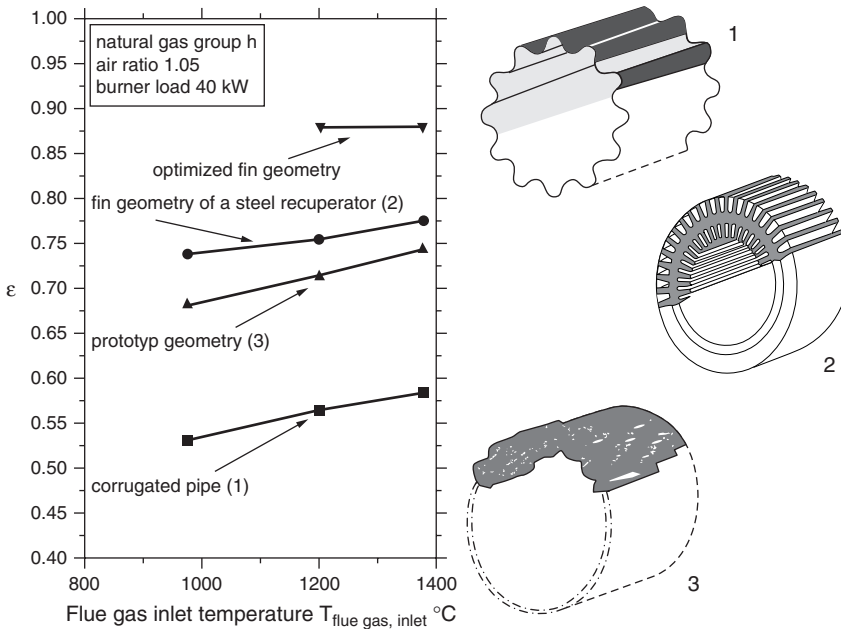 1.00
0.95
0.90
0.85
0.80
0.75
0.70
0.65
0.60
0.55
0.50
0.45
0.40
ε
natural gas group h
air ratio 1.05
burner load 40 kW
optimized fin geometry
fin geometry of a steel recuperator (2)
prototyp geometry (3)
corrugated pipe (1)
800
1000
1200
1400
Flue gas inlet temperature T flue gas, inlet °C
1
2
3